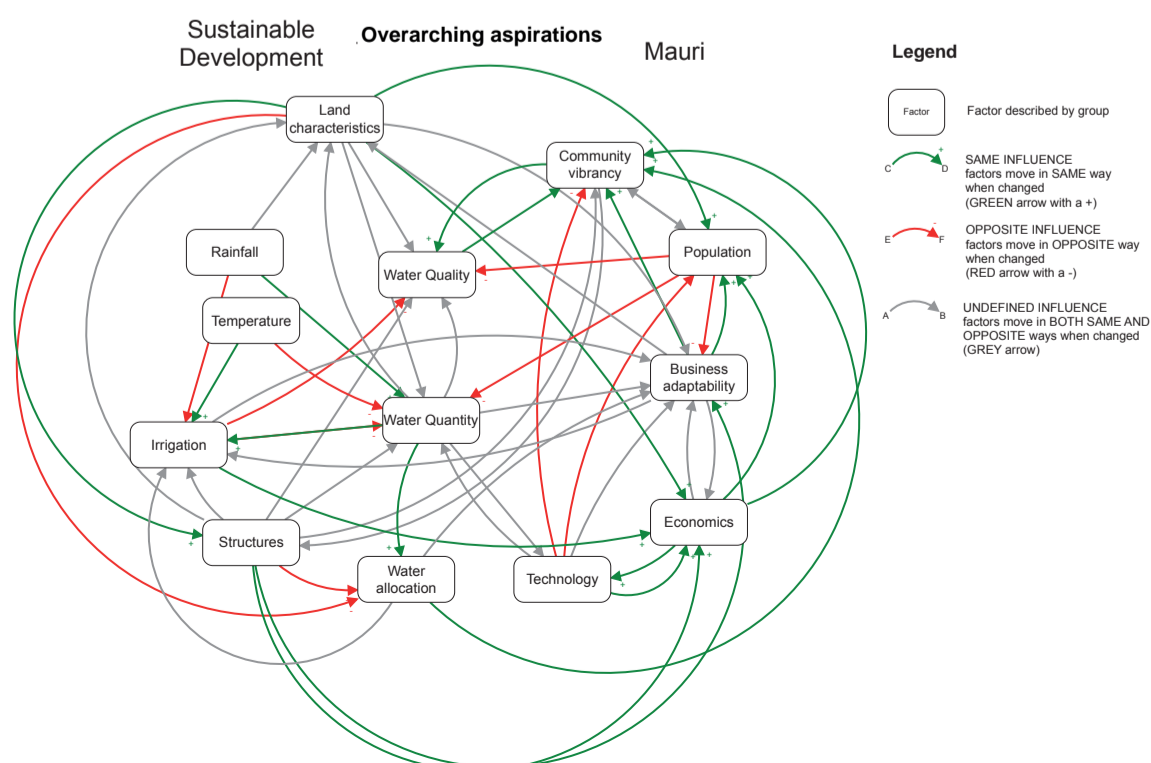 Sustainable
Development
Overarching aspirations
Mauri
Legend
Land
characteristics
Factor
Factor described by group
Community
vibrancy
C
+
D
SAME INFLUENCE
factors move in SAME way
when changed
(GREEN arrow with a +)
Rainfall
Water Quality
Population
E
-
F
OPPOSITE INFLUENCE
factors move in OPPOSITE way
when changed
(RED arrow with a -)
Temperature
A
B
UNDEFINED INFLUENCE
factors move in BOTH SAME AND
OPPOSITE ways when changed
(GREY arrow)
Business
adaptability
Water Quantity
Irrigation
Economics
Structures
Water
allocation
Technology